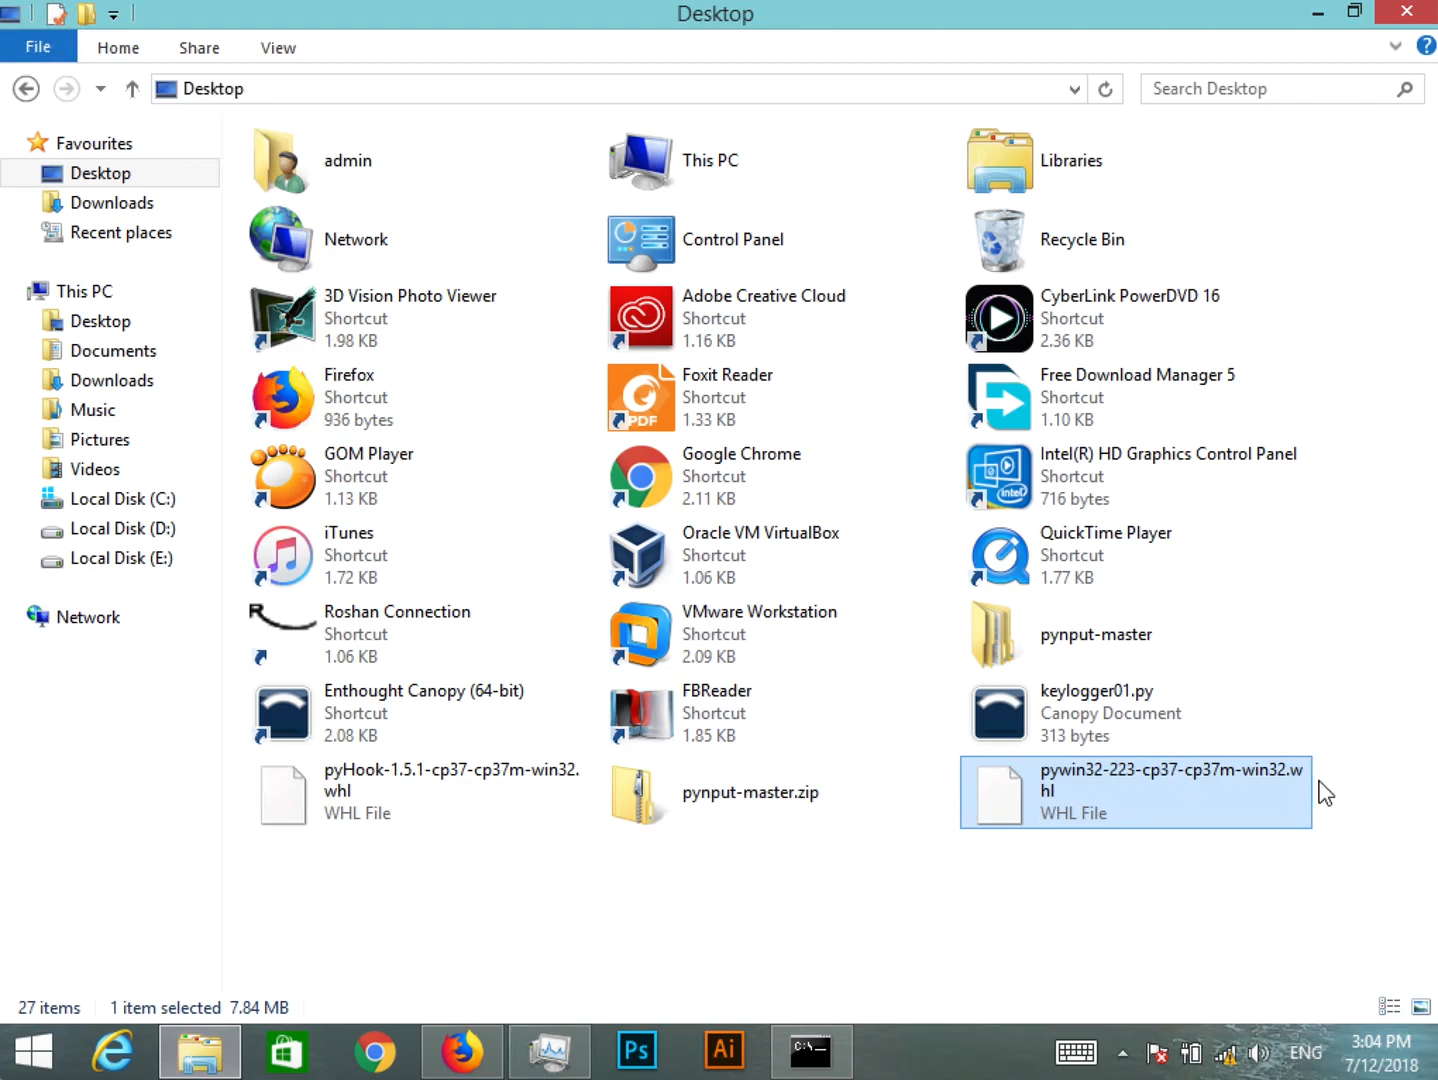 Desktop
File
Home
Share
View
Desktop
Search Desktop
Favourites
Desktop
Downloads
Recent places
This PC
Desktop
Documents
Downloads
Music
Pictures
Videos
Local Disk (C:)
Local Disk (D:)
Local Disk (E:)
Network
admin
This PC
Libraries
Network
Control Panel
Recycle Bin
3D Vision Photo Viewer
Shortcut
1.98 KB
Adobe Creative Cloud
Shortcut
1.16 KB
CyberLink PowerDVD 16
Shortcut
2.36 KB
Firefox
Shortcut
936 bytes
PDF
Foxit Reader
Shortcut
1.33 KB
Free Download Manager 5
Shortcut
1.10 KB
GOM Player
Shortcut
1.13 KB
Google Chrome
Shortcut
2.11 KB
intel
Intel(R) HD Graphics Control Panel
Shortcut
716 bytes
iTunes
Shortcut
1.72 KB
Oracle VM VirtualBox
Shortcut
1.06 KB
QuickTime Player
Shortcut
1.77 KB
Roshan Connection
Shortcut
1.06 KB
VMware Workstation
Shortcut
2.09 KB
pynput-master
Enthought Canopy (64-bit)
Shortcut
2.08 KB
FBReader
Shortcut
1.85 KB
keylogger01.py
Canopy Document
313 bytes
pyHook-1.5.1-cp37-cp37m-win32.
whl
WHL File
pynput-master.zip
pywin32-223-cp37-cp37m-win32.w
hl
WHL File
27 items
1 item selected 7.84 MB
Ps
Ai
C:\.
ENG
3:04 PM
7/12/2018